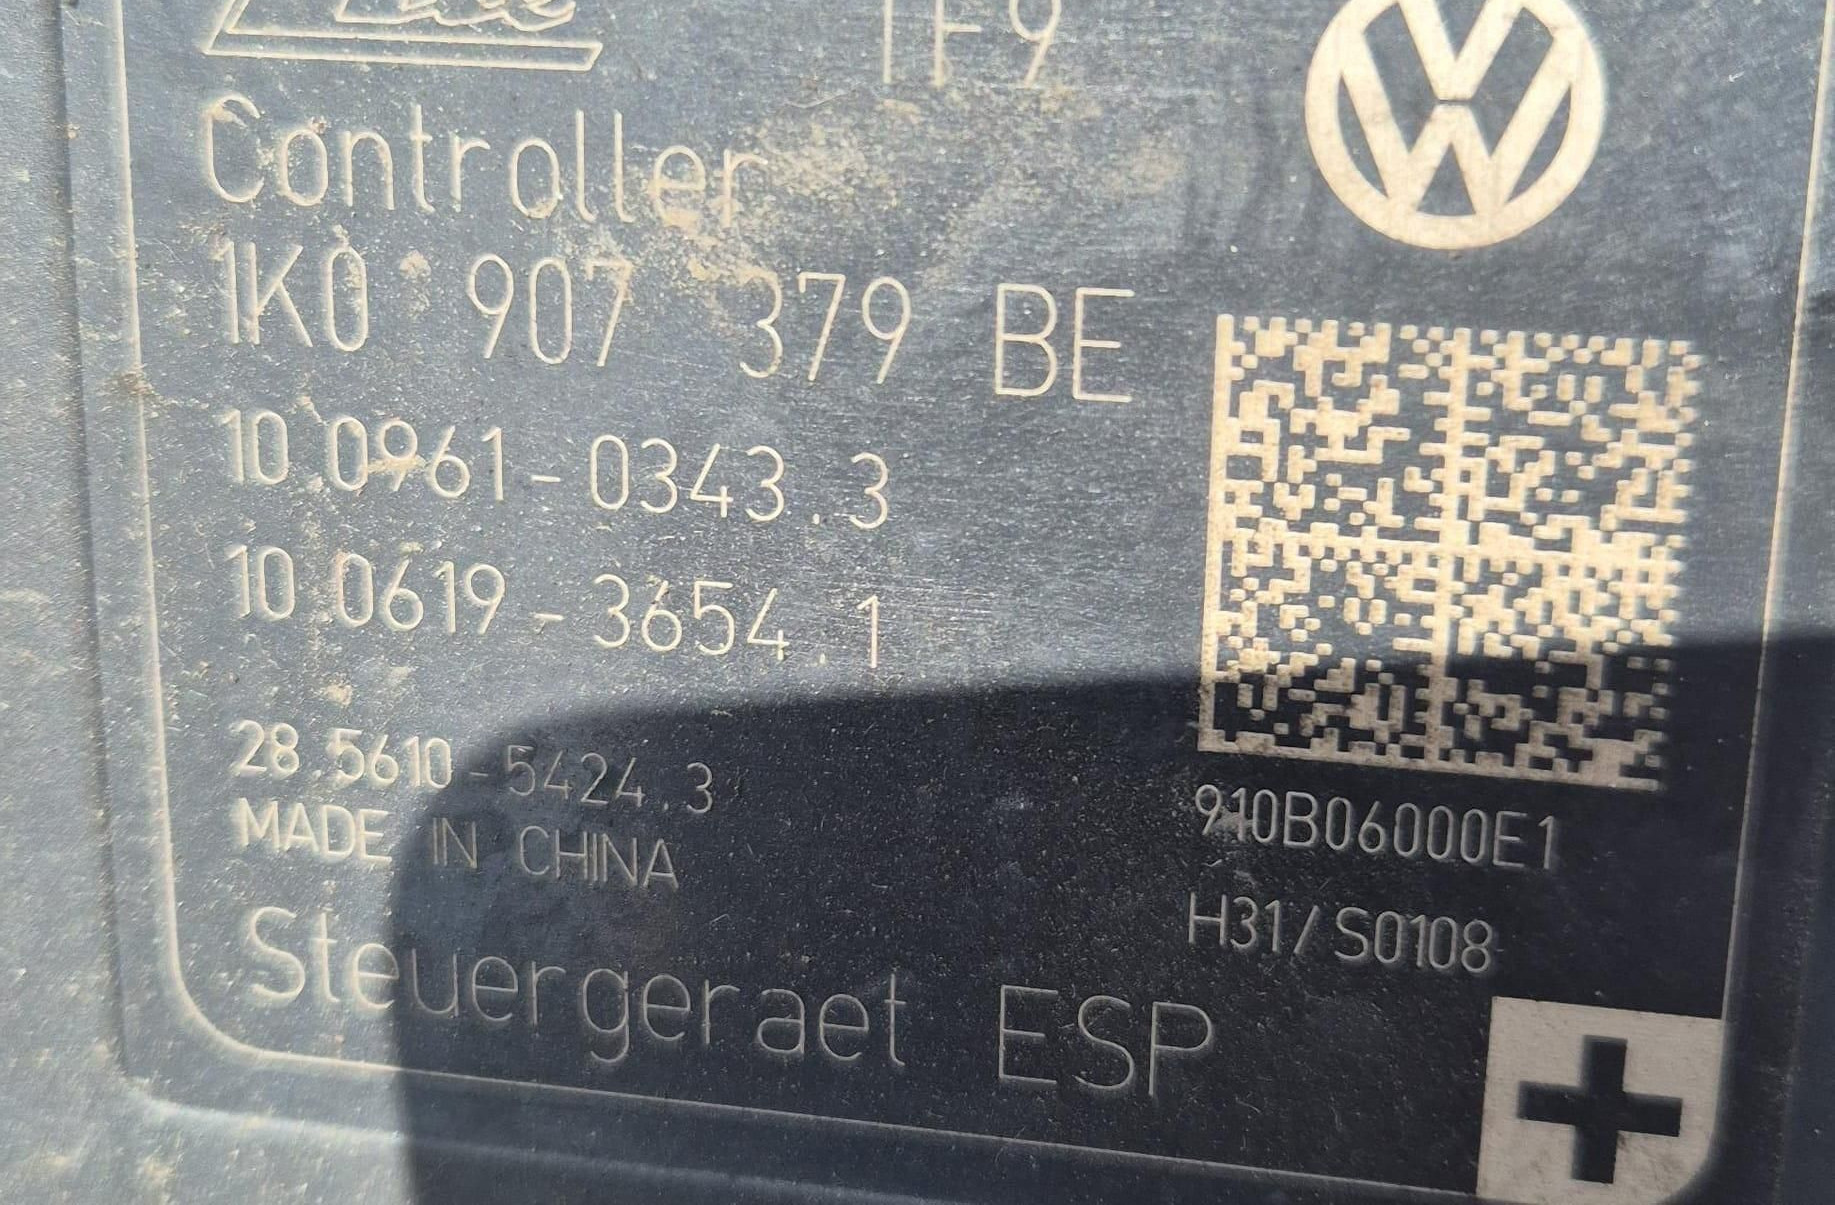 1F9
Controller
1K0 907 379 BE
10.0961-0343.3
10.0619-3654.1
28.5610-5424.3
MADE IN CHINA
910B06000E1
H31/S0108
Steuergeraet ESP